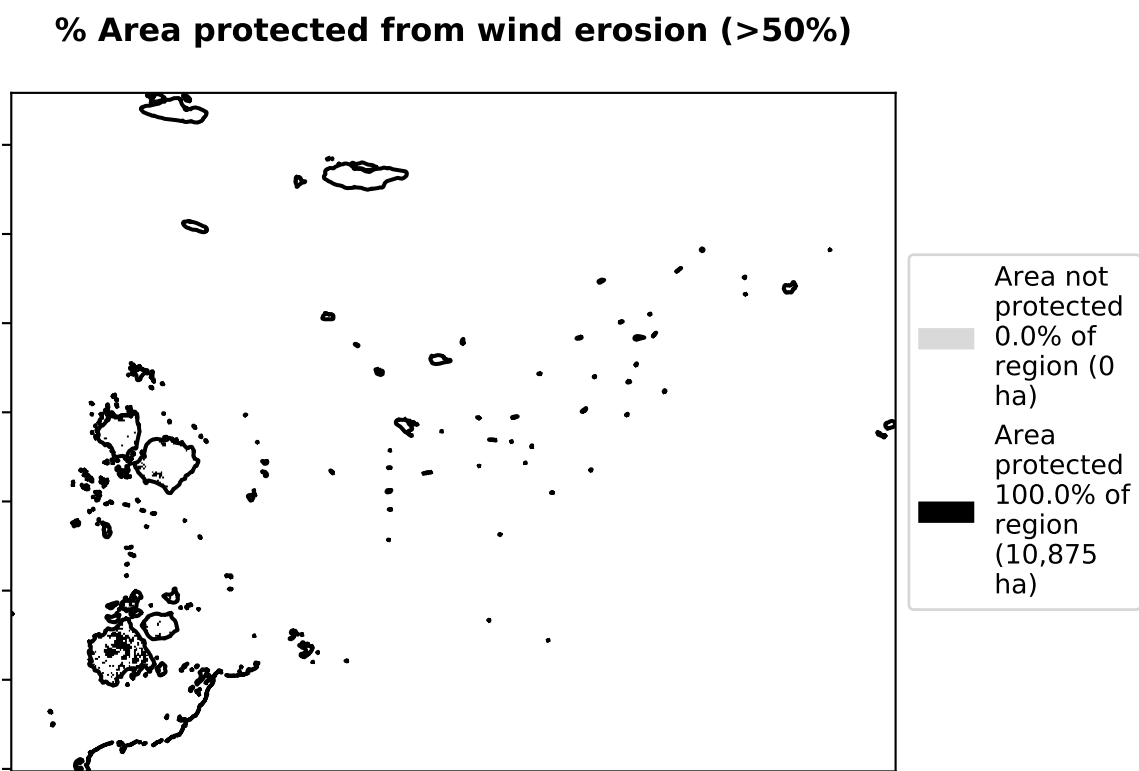 % Area protected from wind erosion (>50%)
Area not
protected
0.0% of
region (0
ha)
Area
protected
100.0% of
region
(10,875
ha)